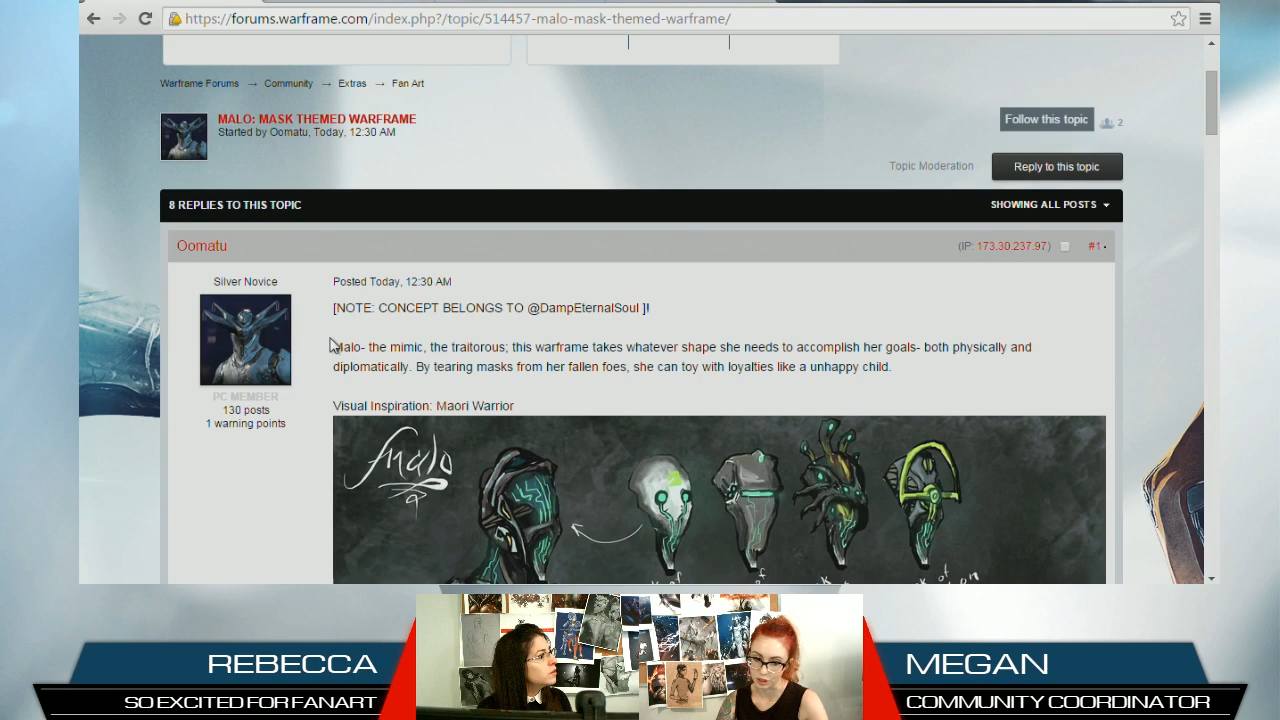 https://forums.warframe.com/index.php?/topic/514457-malo-mask-themed-warframe/
Warframe Forums → Community → Extras → Fan Art
MALO: MASK THEMED WARFRAME
Started by Oomatu, Today, 12:30 AM
Follow this topic 2
Topic Moderation Reply to this topic
8 REPLIES TO THIS TOPIC SHOWING ALL POSTS
Oomatu (IP: 173.30.237.97) #1
Silver Novice
PC MEMBER
130 posts
1 warning points
Posted Today, 12:30 AM
[NOTE: CONCEPT BELONGS TO @DampEternalSoul ]!
Malo- the mimic, the traitorous; this warframe takes whatever shape she needs to accomplish her goals- both physically and
diplomatically. By tearing masks from her fallen foes, she can toy with loyalties like a unhappy child.
Visual Inspiration: Maori Warrior
Malo
REBECCA
SO EXCITED FOR FANART
MEGAN
COMMUNITY COORDINATOR